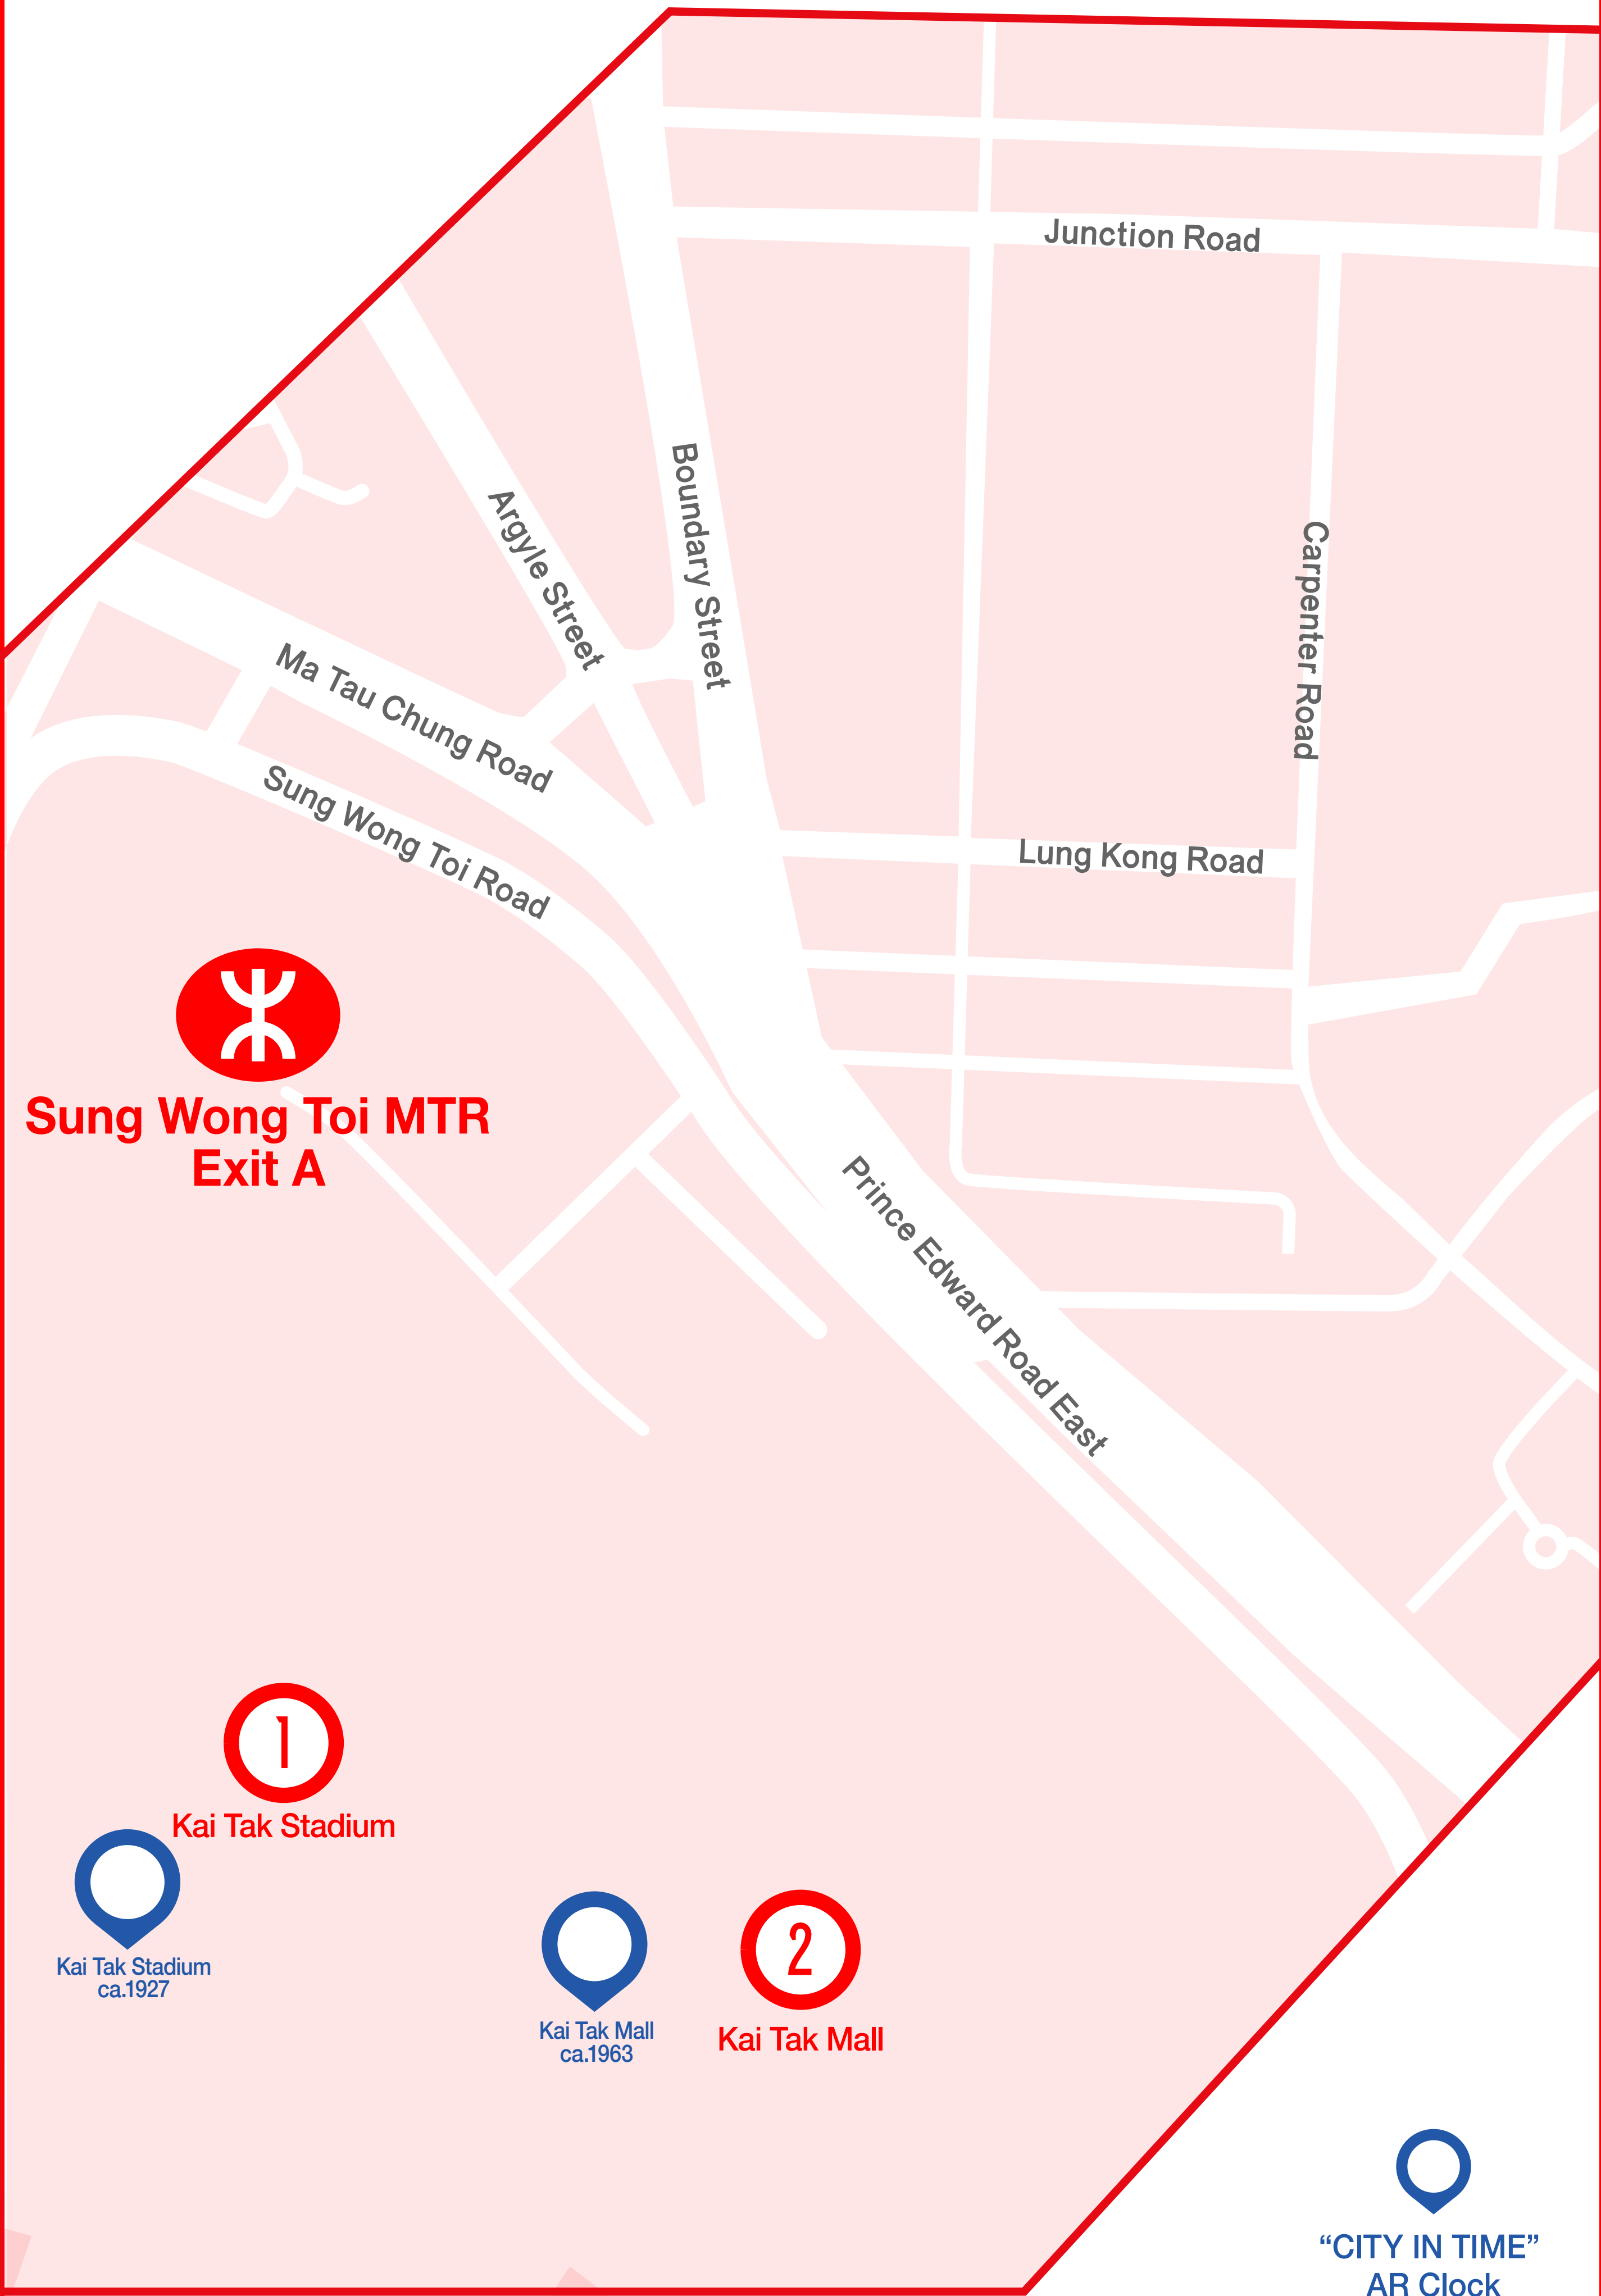 Junction Road
Boundary Street
Argyle Street
Carpenter Road
Ma Tau Chung Road
Sung Wong Toi Road
Lung Kong Road
Sung Wong Toi MTR
Exit A
Prince Edward Road East
1
Kai Tak Stadium
Kai Tak Stadium
ca.1927
2
Kai Tak Mall
Kai Tak Mall
ca.1963
“CITY IN TIME”
AR Clock